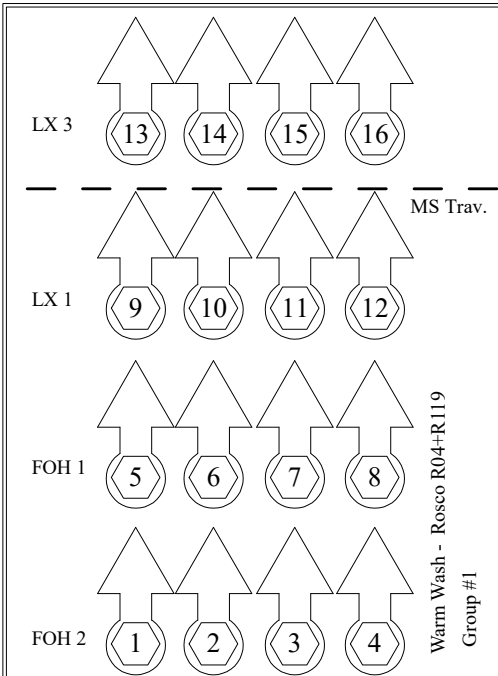 LX 3 13 14 15 16
MS Trav.
LX 1 9 10 11 12
FOH 1 5 6 7 8
FOH 2 1 2 3 4
Warm Wash - Rosco R04+R119
Group #1